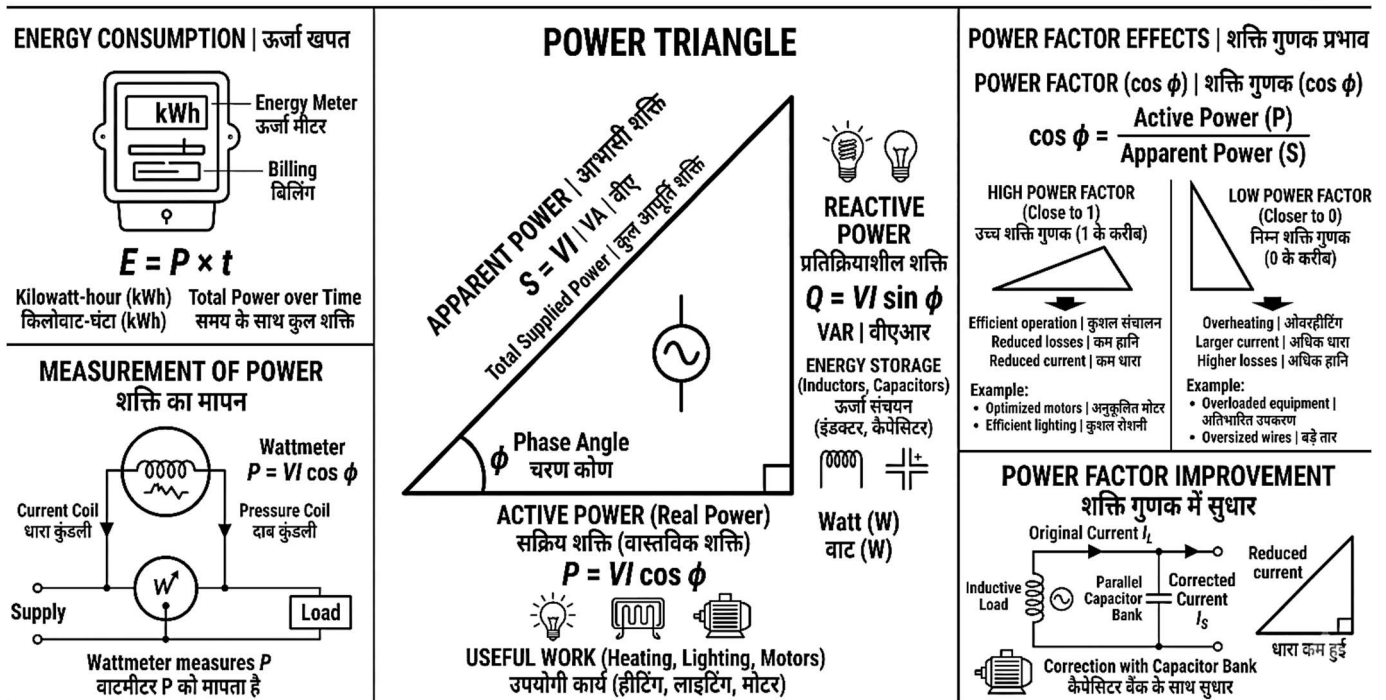 ENERGY CONSUMPTION | ऊर्जा खपत
kWh
Energy Meter
ऊर्जा मीटर
Billing
बिलिंग
E = P × t
Kilowatt-hour (kWh)
किलोवाट-घंटा (kWh)
Total Power over Time
समय के साथ कुल शक्ति
MEASUREMENT OF POWER
शक्ति का मापन
Wattmeter
P = VI cos ϕ
Current Coil
धारा कुंडली
Pressure Coil
दाब कुंडली
W
Supply
Load
Wattmeter measures P
वाटमीटर P को मापता है
POWER TRIANGLE
APPARENT POWER | आभासी शक्ति
S = VI | VA | वीए
Total Supplied Power | कुल आपूर्ति शक्ति
ϕ
Phase Angle
चरण कोण
ACTIVE POWER (Real Power)
सक्रिय शक्ति (वास्तविक शक्ति)
P = VI cos ϕ
USEFUL WORK (Heating, Lighting, Motors)
उपयोगी कार्य (हीटिंग, लाइटिंग, मोटर)
REACTIVE
POWER
प्रतिक्रियाशील शक्ति
Q = VI sin ϕ
VAR | वीएआर
ENERGY STORAGE
(Inductors, Capacitors)
ऊर्जा संचयन
(इंडक्टर, कैपेसिटर)
+
Watt (W)
वाट (W)
POWER FACTOR EFFECTS | शक्ति गुणक प्रभाव
POWER FACTOR (cos ϕ) | शक्ति गुणक (cos ϕ)
cos ϕ = Active Power (P)
Apparent Power (S)
HIGH POWER FACTOR
(Close to 1)
उच्च शक्ति गुणक (1 के करीब)
Efficient operation | कुशल संचालन
Reduced losses | कम हानि
Reduced current | कम धारा
Example:
• Optimized motors | अनुकूलित मोटर
• Efficient lighting | कुशल रोशनी
LOW POWER FACTOR
(Closer to 0)
निम्न शक्ति गुणक
(0 के करीब)
Overheating | ओवरहीटिंग
Larger current | अधिक धारा
Higher losses | अधिक हानि
Example:
• Overloaded equipment |
अतिभारित उपकरण
• Oversized wires | बड़े तार
POWER FACTOR IMPROVEMENT
शक्ति गुणक में सुधार
Original Current I_L
Inductive
Load
Parallel
Capacitor
Bank
Corrected
Current
I_S
Reduced
current
धारा कम हुई
Correction with Capacitor Bank
कैपेसिटर बैंक के साथ सुधार